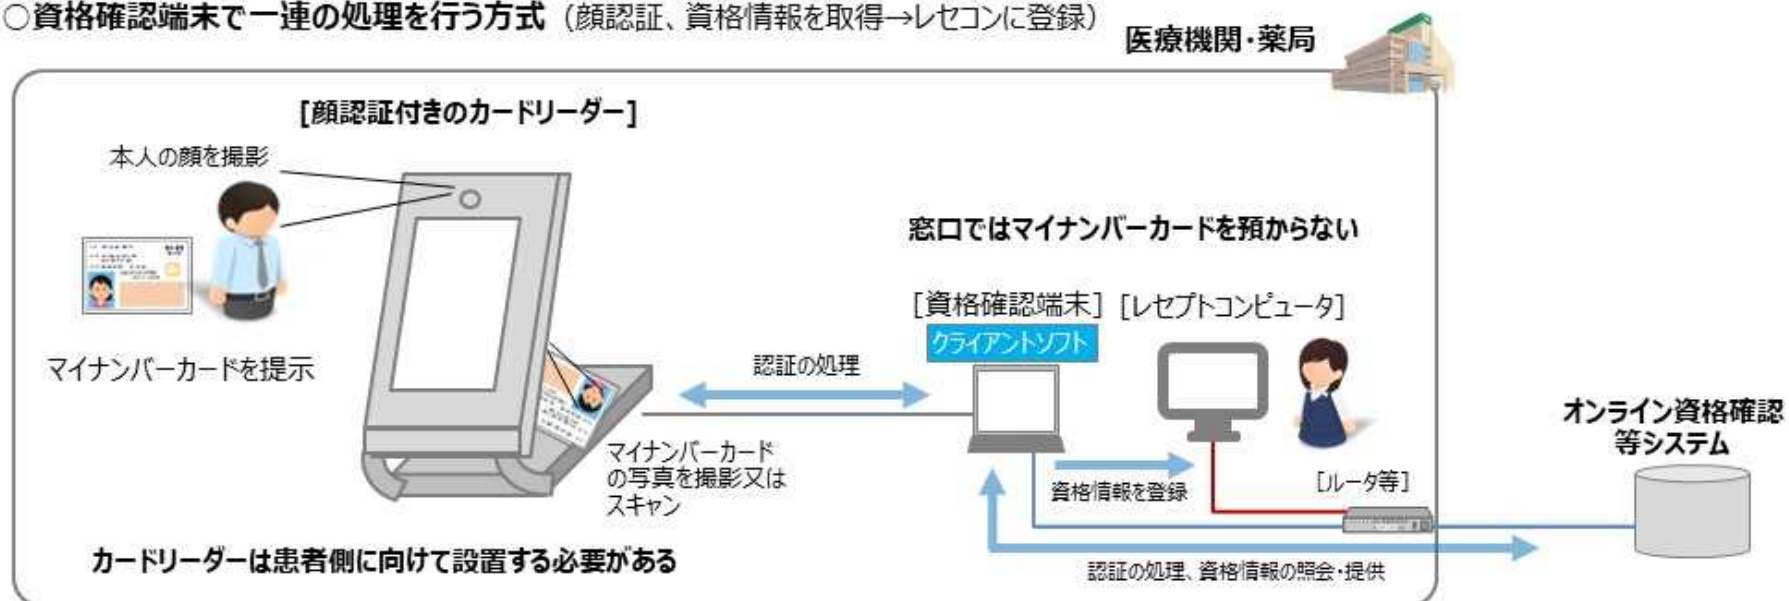 ○資格確認端末で一連の処理を行う方式（顔認証、資格情報を取得→レセコンに登録）
医療機関・薬局
[顔認証付きのカードリーダー]
本人の顔を撮影
窓口ではマイナンバーカードを預からない
[資格確認端末]
[レセプトコンピュータ]
クライアントソフト
マイナンバーカードを提示
認証の処理
オンライン資格確認
等システム
マイナンバーカード
の写真を撮影又は
スキャン
資格情報を登録
[ルータ等]
カードリーダーは患者側に向けて設置する必要がある
認証の処理、資格情報の照会・提供